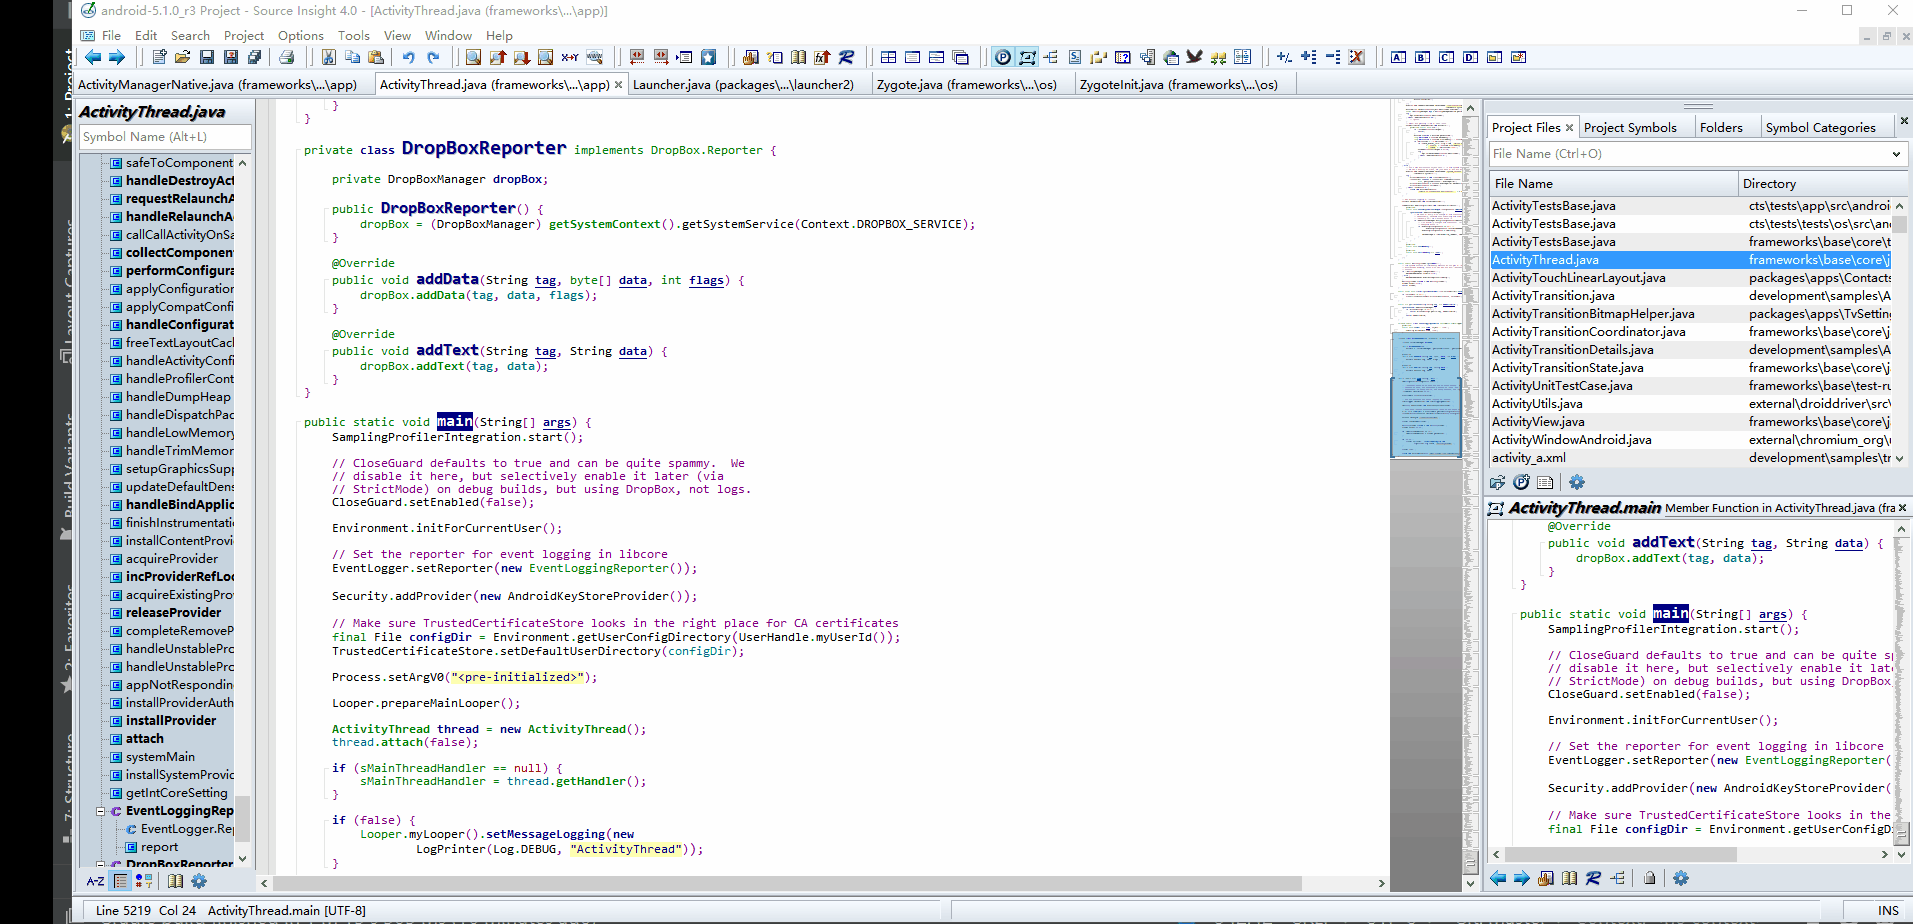 android-5.1.0_r3 Project - Source Insight 4.0 - [ActivityThread.java (frameworks\...\app)]
File Edit Search Project Options Tools View Window Help
ActivityManagerNative.java (frameworks\...\app)
ActivityThread.java (frameworks\...\app)
Launcher.java (packages\...\launcher2)
Zygote.java (frameworks\...\os)
ZygoteInit.java (frameworks\...\os)
ActivityThread.java
Symbol Name (Alt+L)
safeToComponent
handleDestroyAct
requestRelaunchA
handleRelaunchA
callCallActivityOnSa
collectComponen
performConfigura
applyConfiguration
applyCompatConfi
handleConfigurat
freeTextLayoutCac
handleActivityConfi
handleProfilerCont
handleDumpHeap
handleDispatchPac
handleLowMemory
handleTrimMemor
setupGraphicsSupp
updateDefaultDens
handleBindApplic
finishInstrumentati
installContentProvi
acquireProvider
incProviderRefLoc
acquireExistingPro
releaseProvider
completeRemoveP
handleUnstablePro
handleUnstablePro
appNotRespondin
installProviderAuth
installProvider
attach
systemMain
installSystemProvid
getIntCoreSetting
EventLoggingRep
EventLogger.Re
report
DropBoxReporter
A-Z
}
}
private class DropBoxReporter implements DropBox.Reporter {
private DropBoxManager dropBox;
public DropBoxReporter() {
dropBox = (DropBoxManager) getSystemContext().getSystemService(Context.DROPBOX_SERVICE);
}
@Override
public void addData(String tag, byte[] data, int flags) {
dropBox.addData(tag, data, flags);
}
@Override
public void addText(String tag, String data) {
dropBox.addText(tag, data);
}
}
public static void main(String[] args) {
SamplingProfilerIntegration.start();
// CloseGuard defaults to true and can be quite spammy.  We
// disable it here, but selectively enable it later (via
// StrictMode) on debug builds, but using DropBox, not logs.
CloseGuard.setEnabled(false);
Environment.initForCurrentUser();
// Set the reporter for event logging in libcore
EventLogger.setReporter(new EventLoggingReporter());
Security.addProvider(new AndroidKeyStoreProvider());
// Make sure TrustedCertificateStore looks in the right place for CA certificates
final File configDir = Environment.getUserConfigDirectory(UserHandle.myUserId());
TrustedCertificateStore.setDefaultUserDirectory(configDir);
Process.setArgV0("<pre-initialized>");
Looper.prepareMainLooper();
ActivityThread thread = new ActivityThread();
thread.attach(false);
if (sMainThreadHandler == null) {
sMainThreadHandler = thread.getHandler();
}
if (false) {
Looper.myLooper().setMessageLogging(new
LogPrinter(Log.DEBUG, "ActivityThread"));
}
Project Files Project Symbols Folders Symbol Categories
File Name (Ctrl+O)
File Name Directory
ActivityTestsBase.java cts\tests\app\src\androi
ActivityTestsBase.java cts\tests\tests\os\src\an
ActivityTestsBase.java frameworks\base\core\t
ActivityThread.java frameworks\base\core\j
ActivityTouchLinearLayout.java packages\apps\Contacts
ActivityTransition.java development\samples\A
ActivityTransitionBitmapHelper.java packages\apps\TvSetting
ActivityTransitionCoordinator.java frameworks\base\core\j
ActivityTransitionDetails.java development\samples\A
ActivityTransitionState.java frameworks\base\core\j
ActivityUnitTestCase.java frameworks\base\test-ru
ActivityUtils.java external\droiddriver\src\
ActivityView.java frameworks\base\core\j
ActivityWindowAndroid.java external\chromium_org\
activity_a.xml development\samples\tr
ActivityThread.main Member Function in ActivityThread.java (fra
@Override
public void addText(String tag, String data) {
dropBox.addText(tag, data);
}
}
public static void main(String[] args) {
SamplingProfilerIntegration.start();
// CloseGuard defaults to true and can be quite s
// disable it here, but selectively enable it lat
// StrictMode) on debug builds, but using DropBox
CloseGuard.setEnabled(false);
Environment.initForCurrentUser();
// Set the reporter for event logging in libcore
EventLogger.setReporter(new EventLoggingReporter(
Security.addProvider(new AndroidKeyStoreProvider(
// Make sure TrustedCertificateStore looks in the
final File configDir = Environment.getUserConfigD
Line 5219 Col 24 ActivityThread.main [UTF-8]
INS